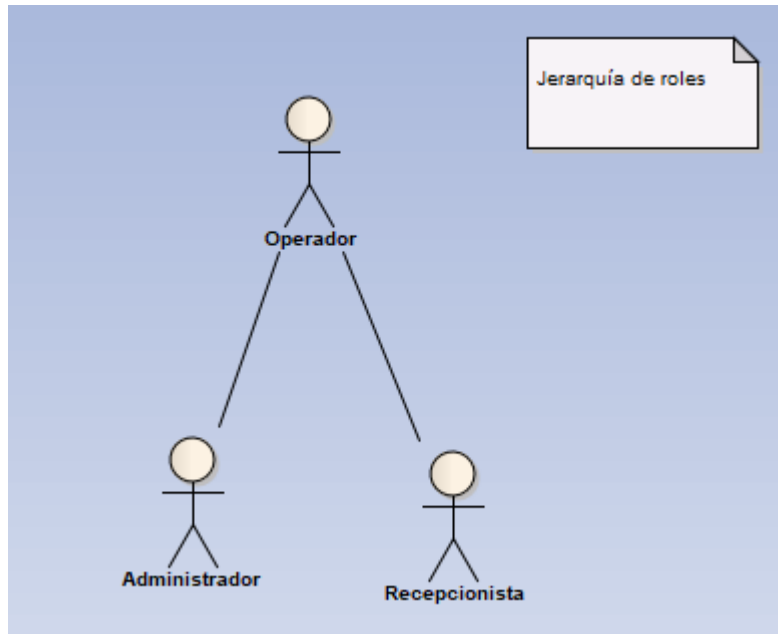 Jerarquía de roles
Operador
Administrador
Recepcionista